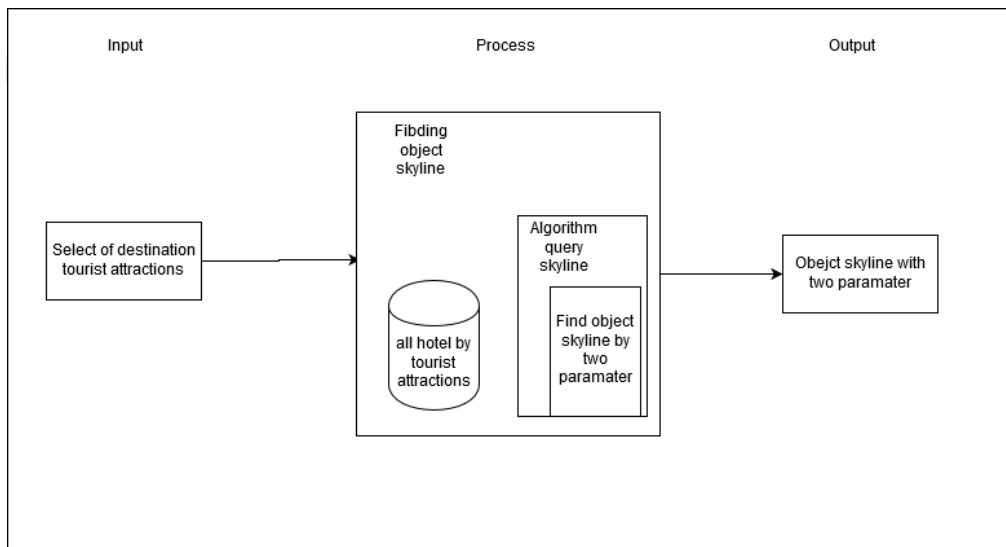 Input
Process
Output
Fibding
object
skyline
Select of destination
tourist attractions
all hotel by
tourist
attractions
Algorithm
query
skyline
Find object
skyline by
two
paramater
Obejct skyline with
two paramater